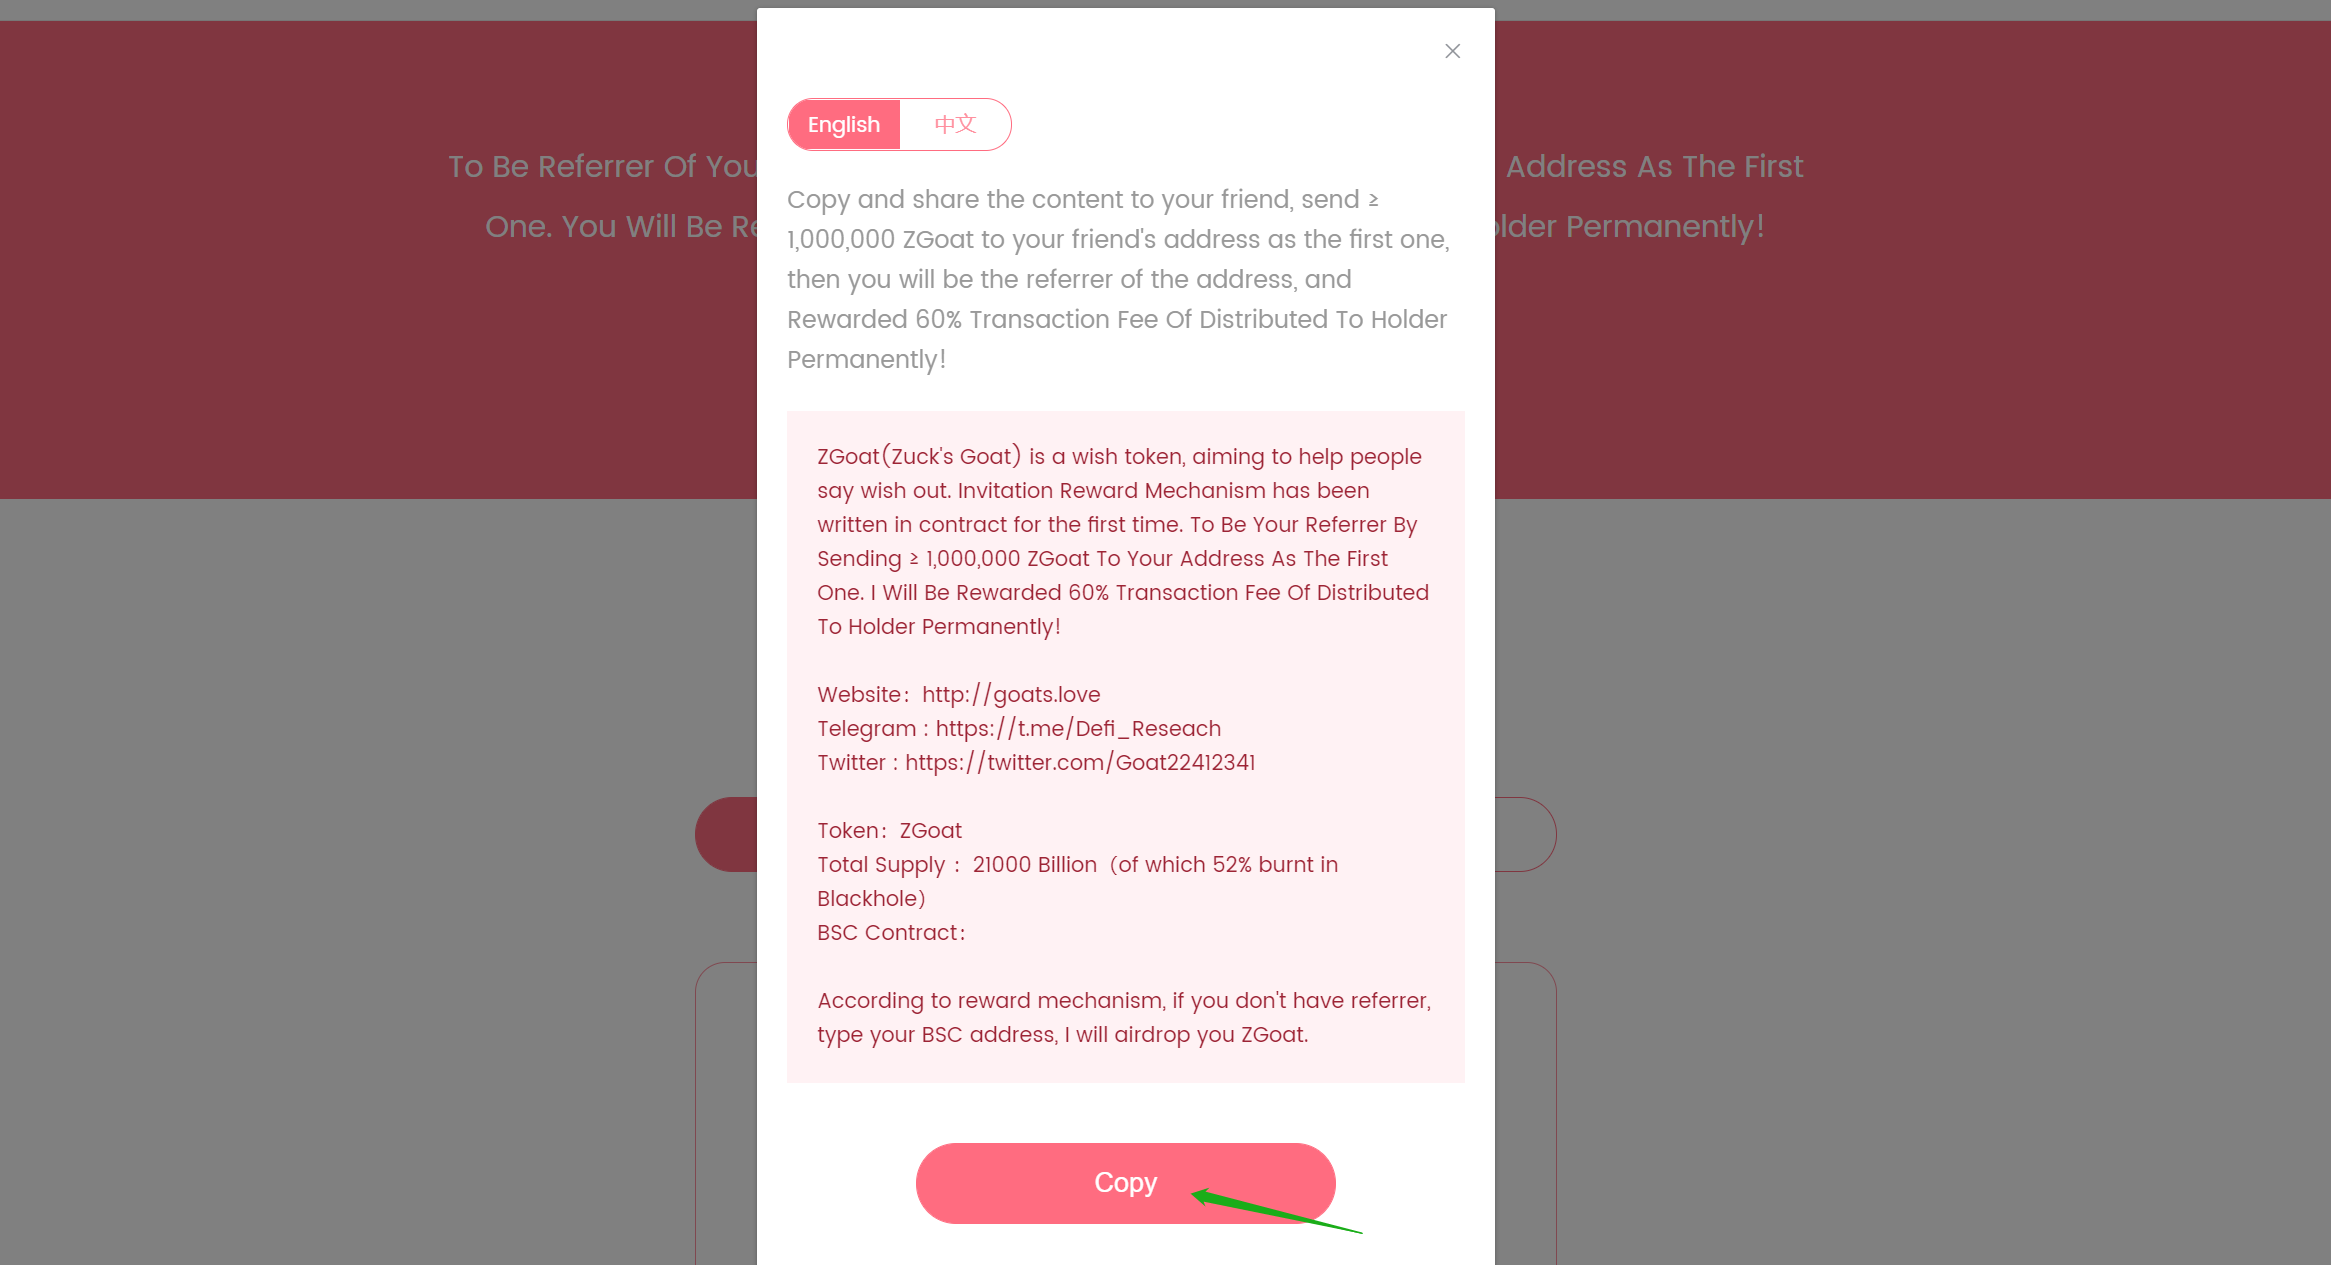 To Be Referrer Of You
Address As The First
One. You Will Be Re
older Permanently!
English
中文
Copy and share the content to your friend, send ≥
1,000,000 ZGoat to your friend's address as the first one,
then you will be the referrer of the address, and
Rewarded 60% Transaction Fee Of Distributed To Holder
Permanently!
ZGoat(Zuck's Goat) is a wish token, aiming to help people
say wish out. Invitation Reward Mechanism has been
written in contract for the first time. To Be Your Referrer By
Sending ≥ 1,000,000 ZGoat To Your Address As The First
One. I Will Be Rewarded 60% Transaction Fee Of Distributed
To Holder Permanently!
Website：http://goats.love
Telegram : https://t.me/Defi_Reseach
Twitter : https://twitter.com/Goat22412341
Token：ZGoat
Total Supply ：21000 Billion（of which 52% burnt in
Blackhole）
BSC Contract：
According to reward mechanism, if you don't have referrer,
type your BSC address, I will airdrop you ZGoat.
Copy